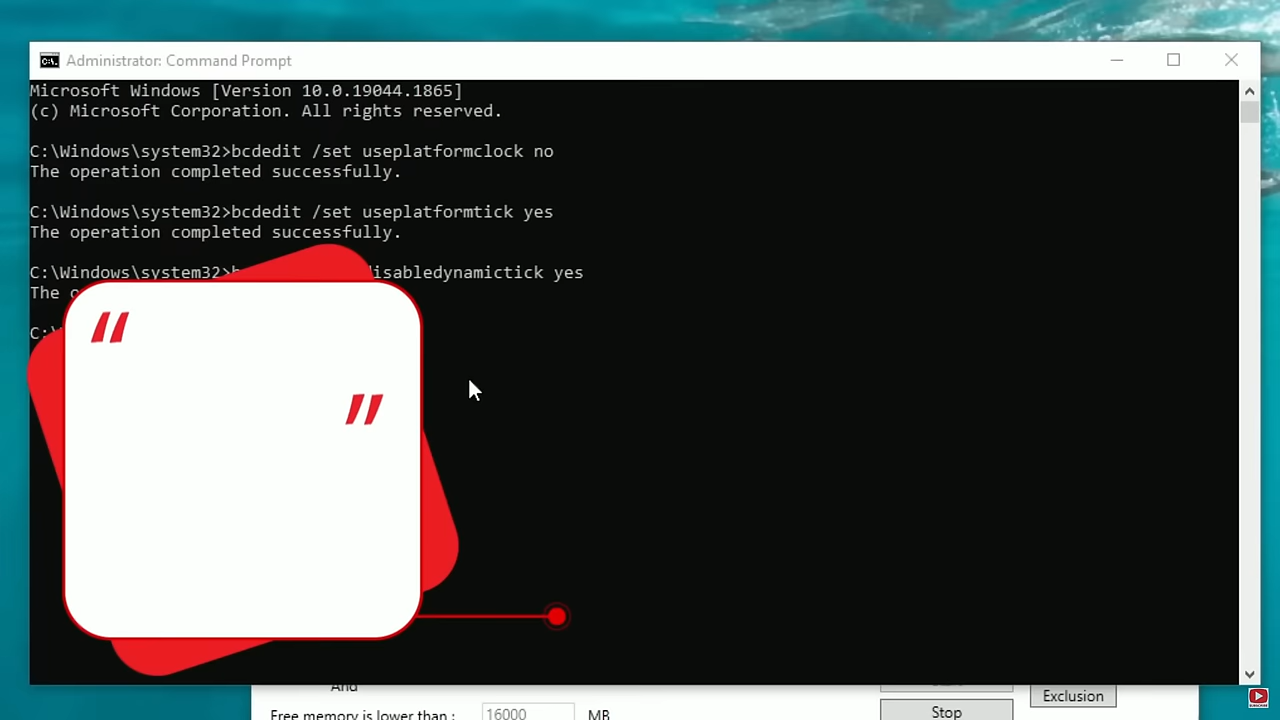 Administrator: Command Prompt
Microsoft Windows [Version 10.0.19044.1865]
(c) Microsoft Corporation. All rights reserved.
C:\Windows\system32>bcdedit /set useplatformclock no
The operation completed successfully.
C:\Windows\system32>bcdedit /set useplatformtick yes
The operation completed successfully.
C:\Windows\system32> disabledynamictick yes
The
C:\
“
”
And
Free memory is lower than :
16000
MB
Stop
Exclusion